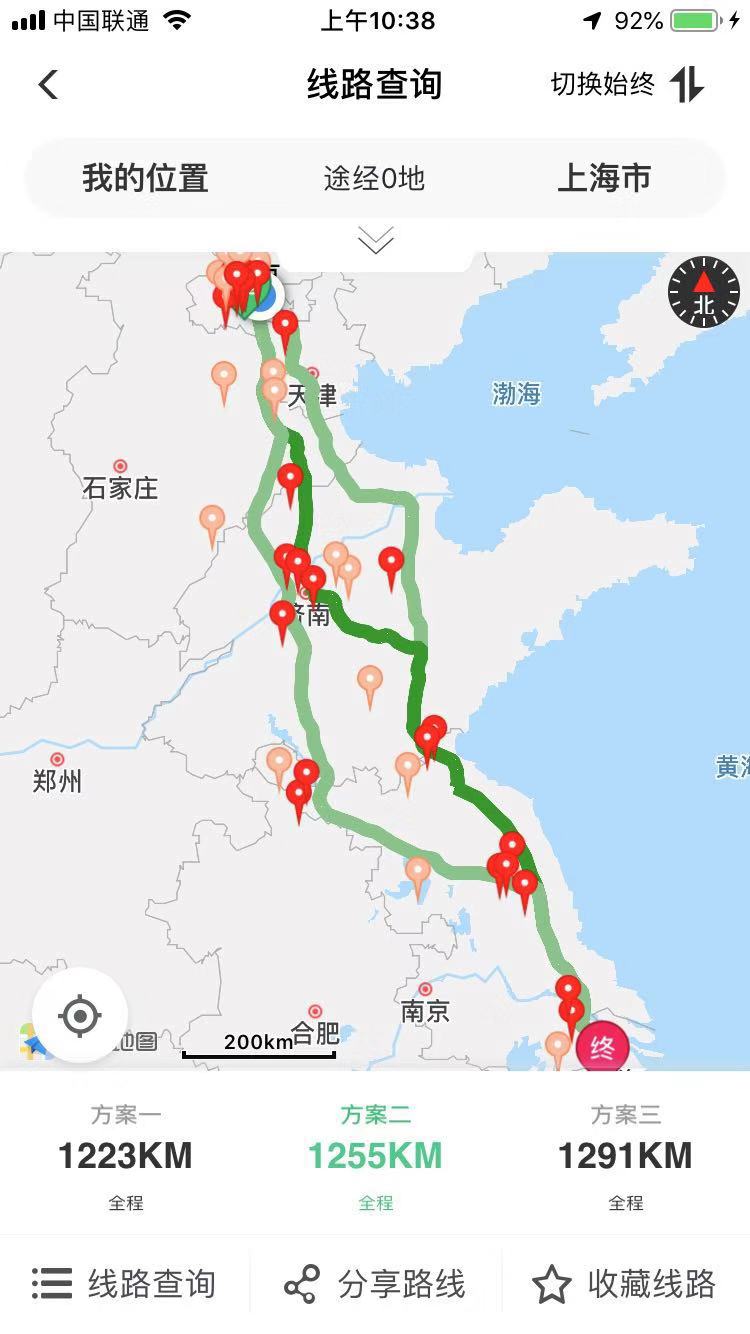 中国联通
上午10:38
92%
线路查询
切换始终
我的位置
途经0地
上海市
北
渤海
天津
石家庄
济南
郑州
黄海
南京
合肥
200km
地图
终
方案一
1223KM
全程
方案二
1255KM
全程
方案三
1291KM
全程
线路查询
分享路线
收藏线路